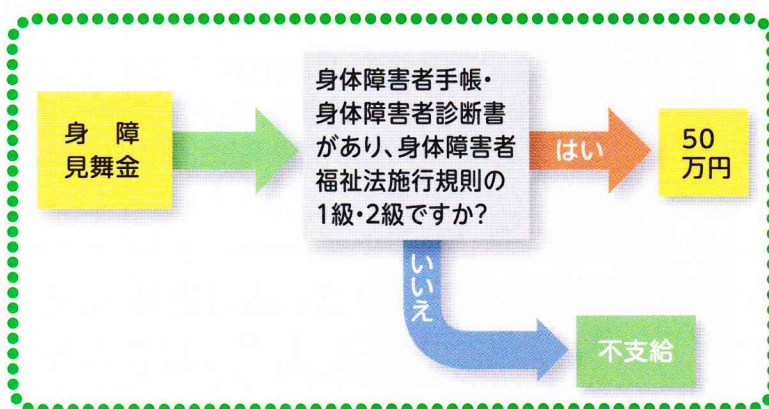 身障
見舞金
身体障害者手帳・
身体障害者診断書
があり、身体障害者
福祉法施行規則の
1級・2級ですか?
はい
50
万円
いいえ
不支給